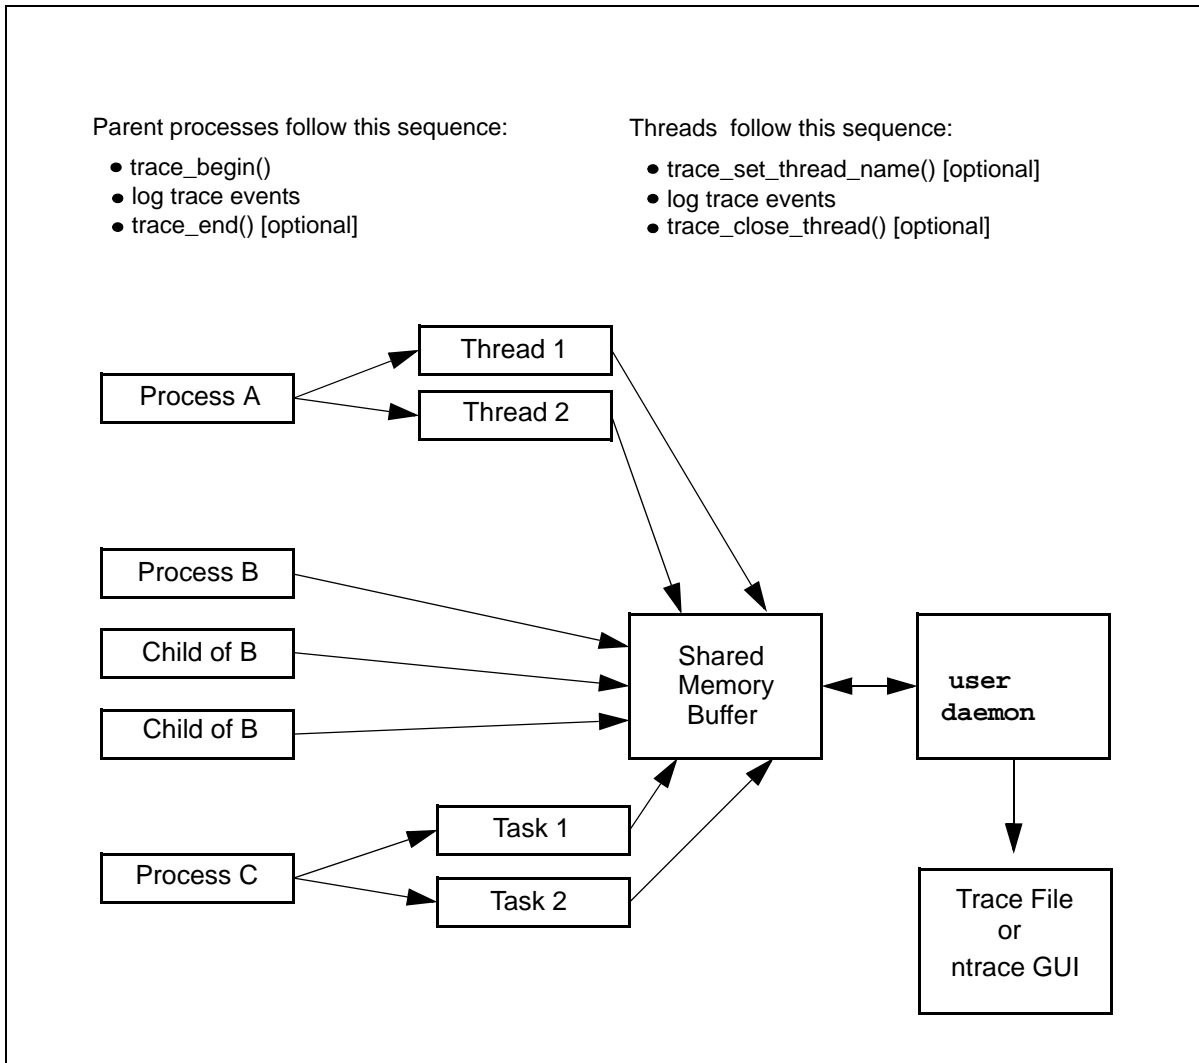 Parent processes follow this sequence:
• trace_begin()
• log trace events
• trace_end() [optional]
Threads follow this sequence:
• trace_set_thread_name() [optional]
• log trace events
• trace_close_thread() [optional]
Thread 1
Process A
Thread 2
Process B
Child of B
Child of B
Shared
Memory
Buffer
user
daemon
Task 1
Process C
Task 2
Trace File
or
ntrace GUI